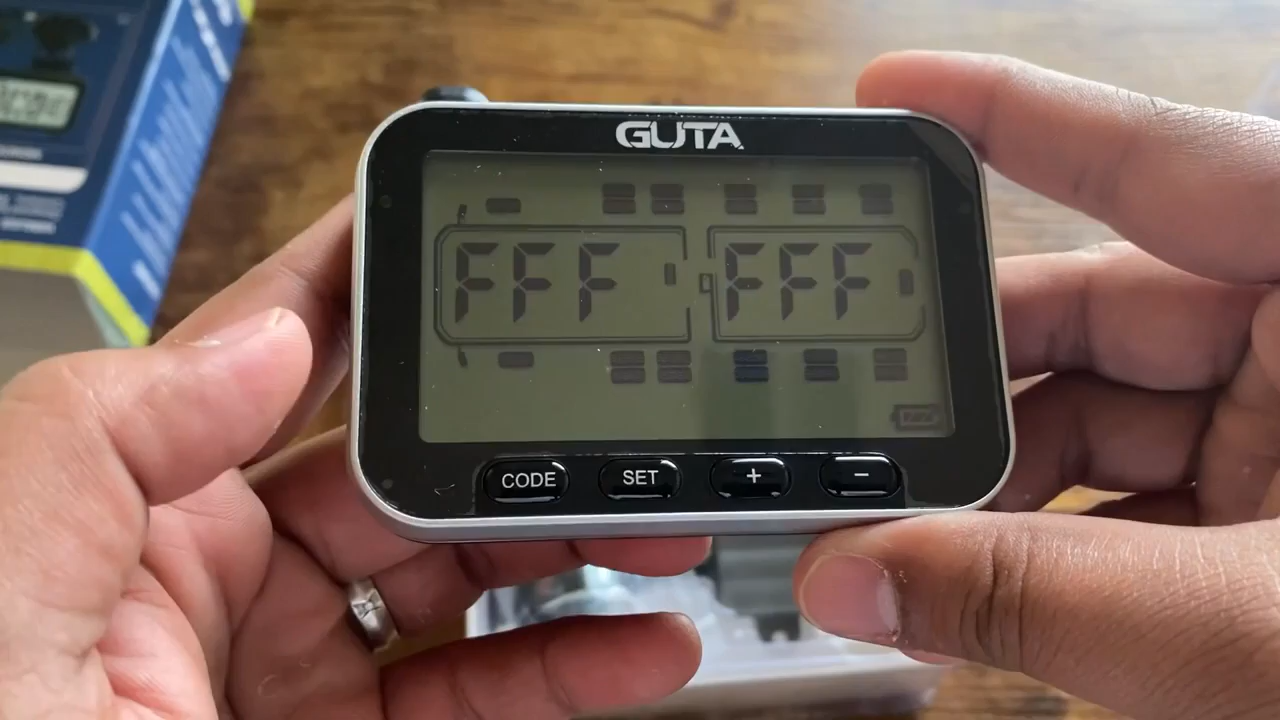 GUTA
FFF FFF
CODE SET + −